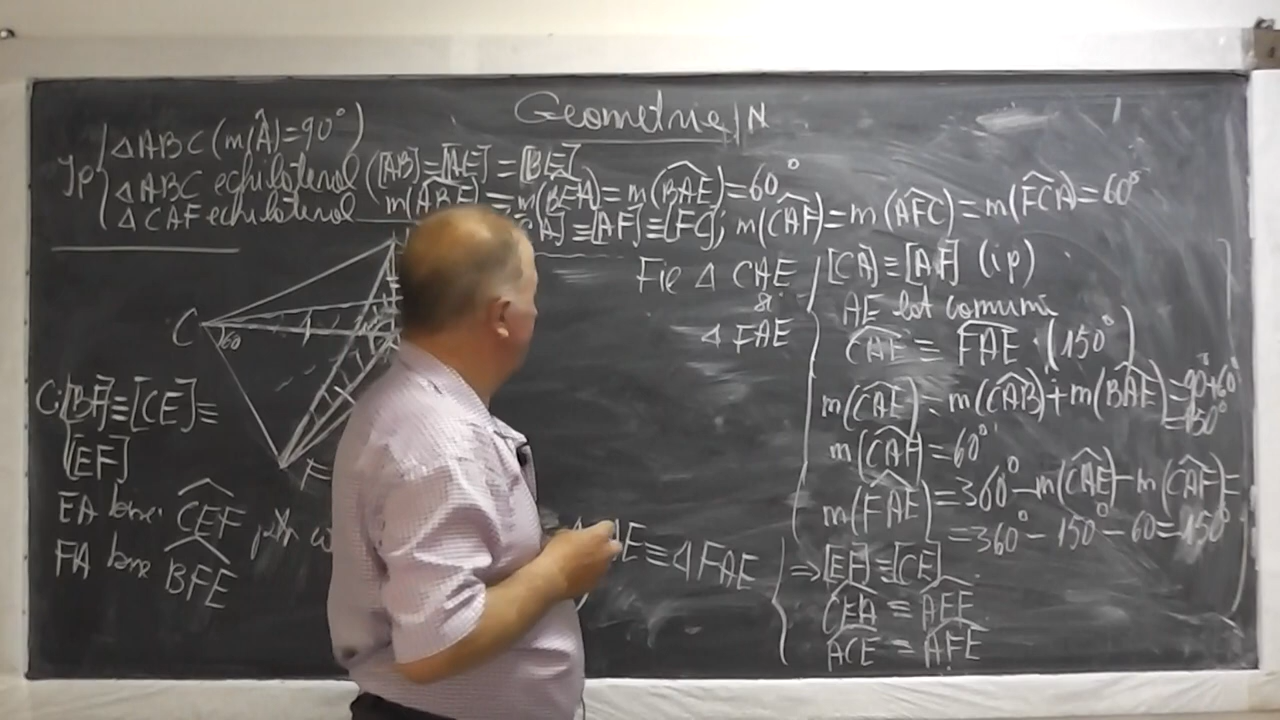 Geometrie
Ip
△ABC (m(Â)=90°)
△ABC echilateral ([AB]=[AE]=[BE]
m(ABE)=m(BEA)=m(BAE)=60°
△CAF echilateral
A]≡[AF]≡[FC]; m(CAF)=m(AFC)=m(FCA)=60°
Fie △ CAE
și
△ FAE
[CA]≡[AF] (ip)
AE lat comună
CAE = FAE (150°)
m(CAE)=m(CAB)+m(BAE)=90°+60°
=150°
m(CAF)=60°
m(FAE)=360°-m(CAE)-m(CAF)=
=360°-150°-60=150°
C
60
F
C: [BF]≡[CE]≡
[EF]
EA bis. CEF
FA bis BFE
AE≡△FAE
⇒[EF]≡[CE]
CEA ≡ AEF
ACE = AFE